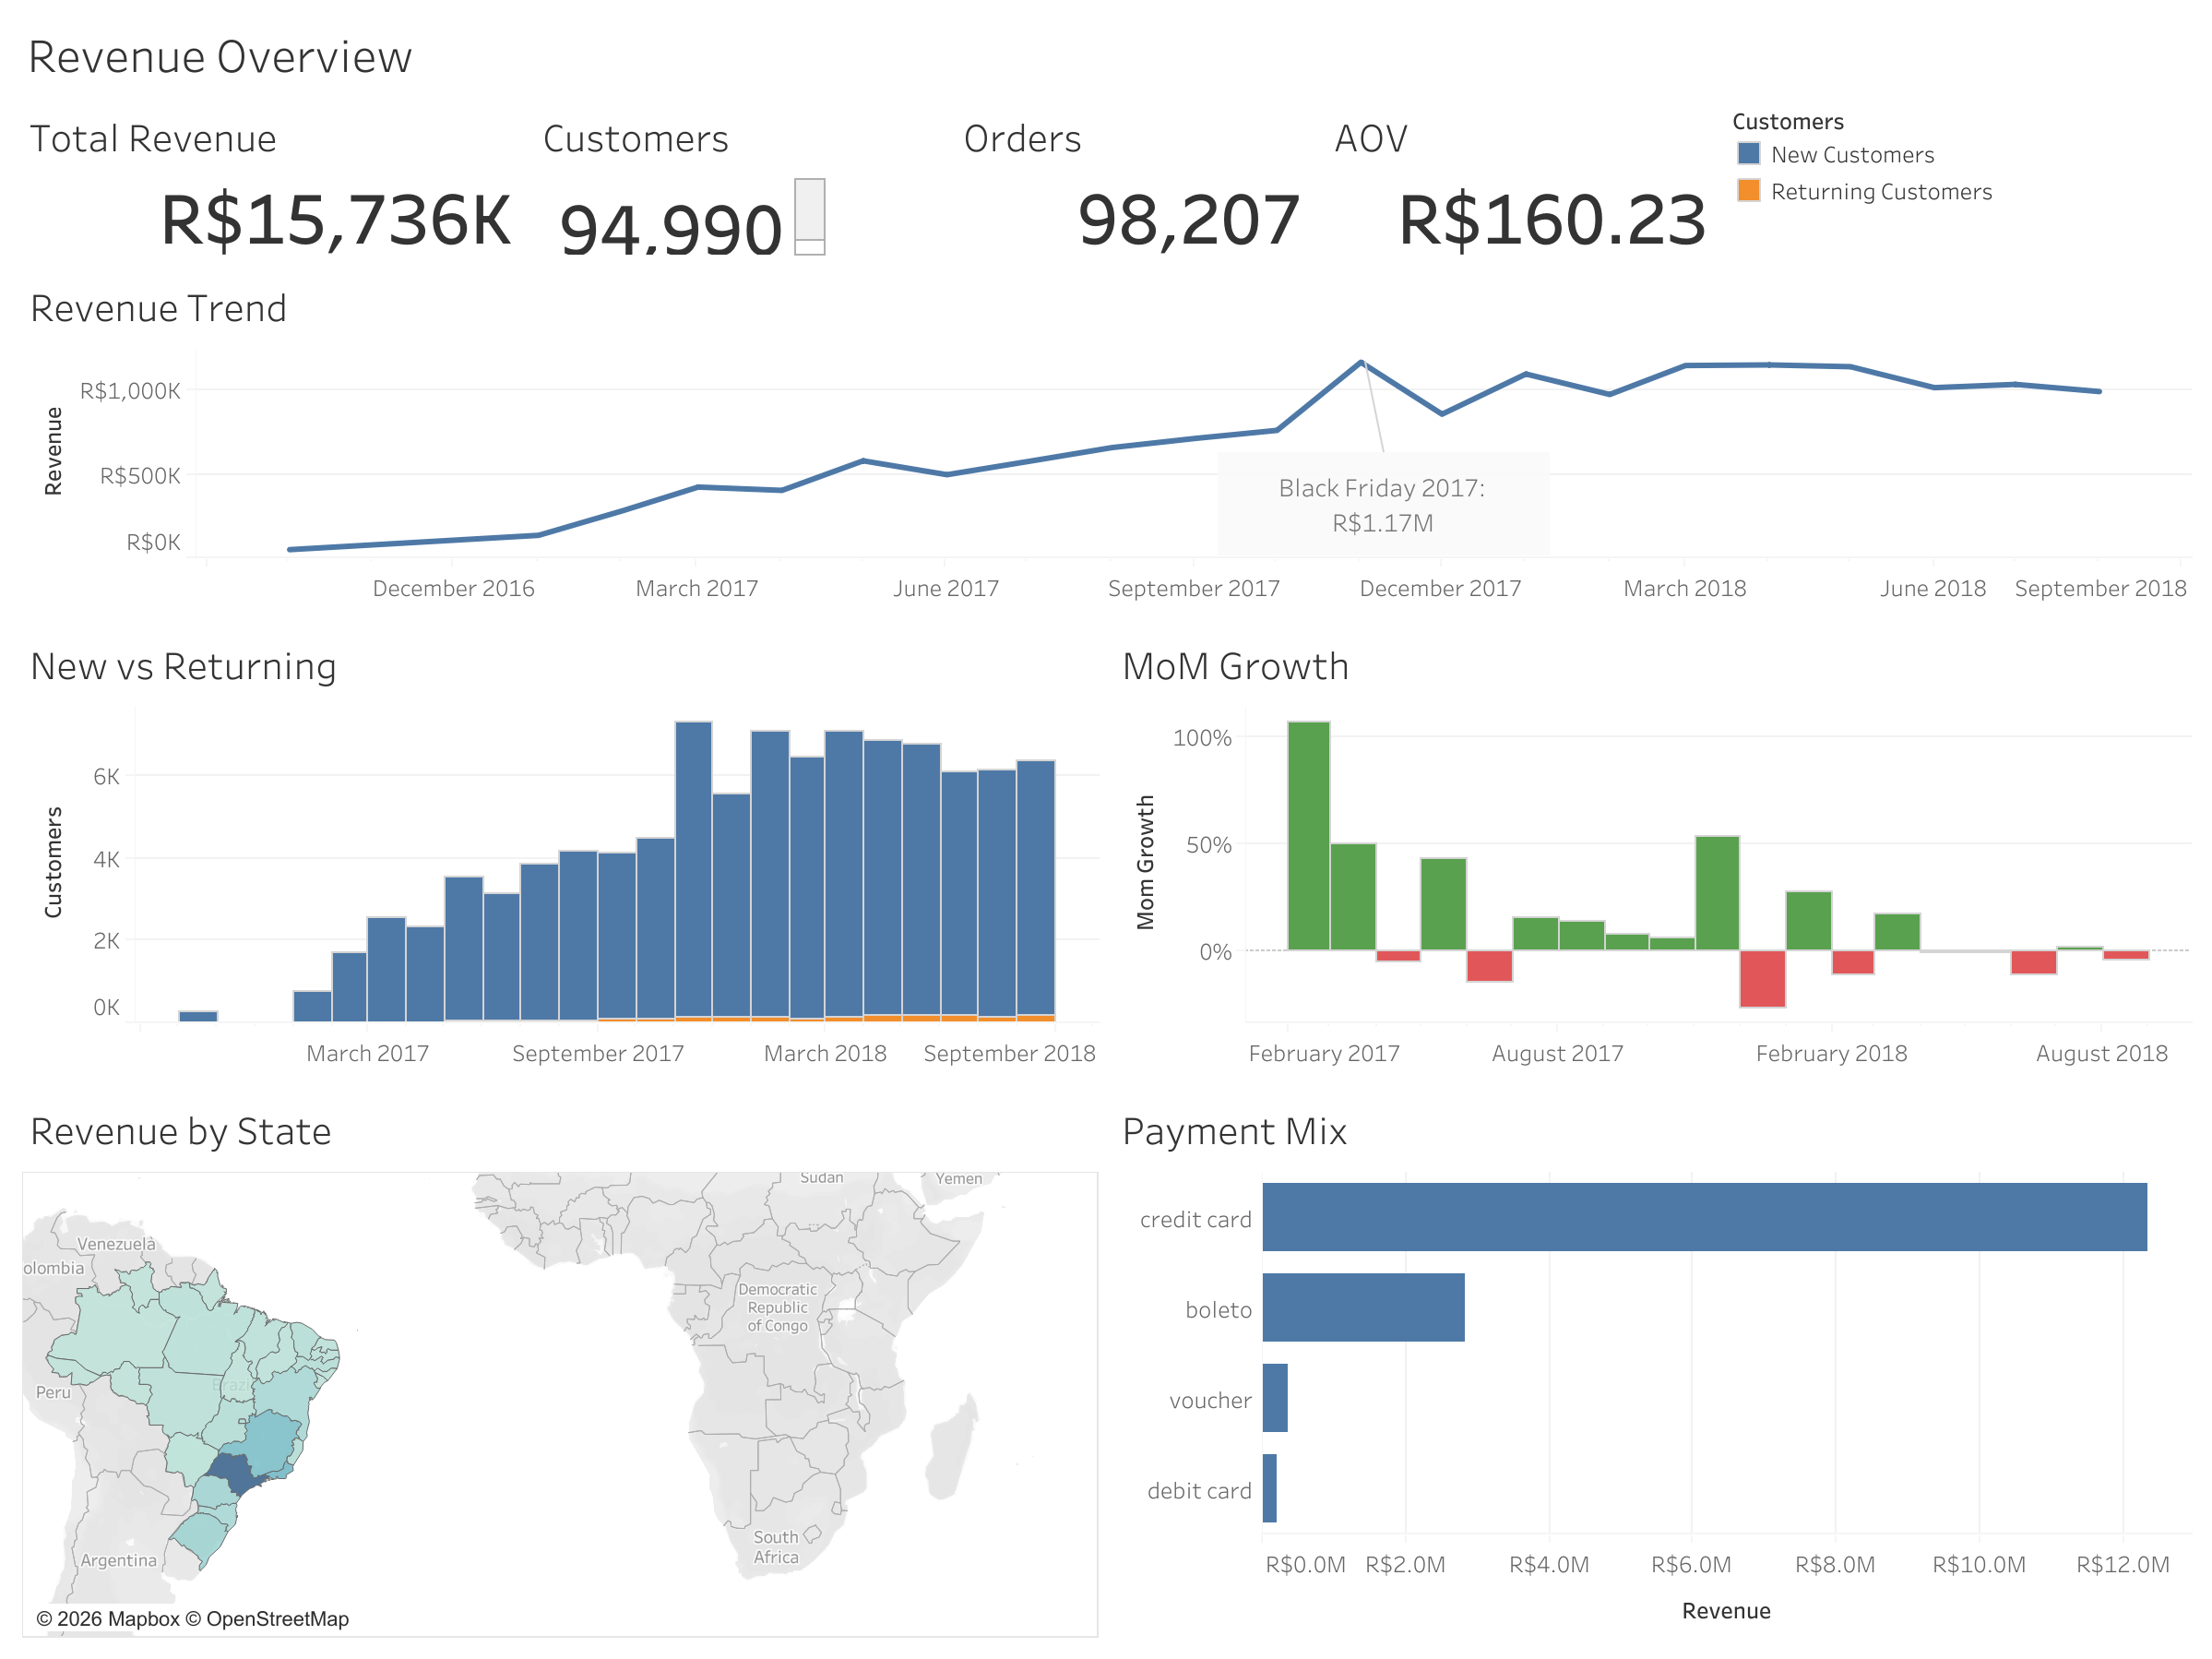 Revenue Overview
Total Revenue
Customers
Orders
AOV
Customers
New Customers
Returning Customers
R$15,736K
94,990
98,207
R$160.23
Revenue Trend
Revenue
R$1,000K
R$500K
R$0K
Black Friday 2017:
R$1.17M
December 2016
March 2017
June 2017
September 2017
December 2017
March 2018
June 2018
September 2018
New vs Returning
Customers
6K
4K
2K
0K
March 2017
September 2017
March 2018
September 2018
MoM Growth
Mom Growth
100%
50%
0%
February 2017
August 2017
February 2018
August 2018
Revenue by State
Sudan
Yemen
Venezuela
olombia
Democratic
Republic
of Congo
Brazi
Peru
South
Africa
Argentina
© 2026 Mapbox © OpenStreetMap
Payment Mix
credit card
boleto
voucher
debit card
R$0.0M
R$2.0M
R$4.0M
R$6.0M
R$8.0M
R$10.0M
R$12.0M
Revenue